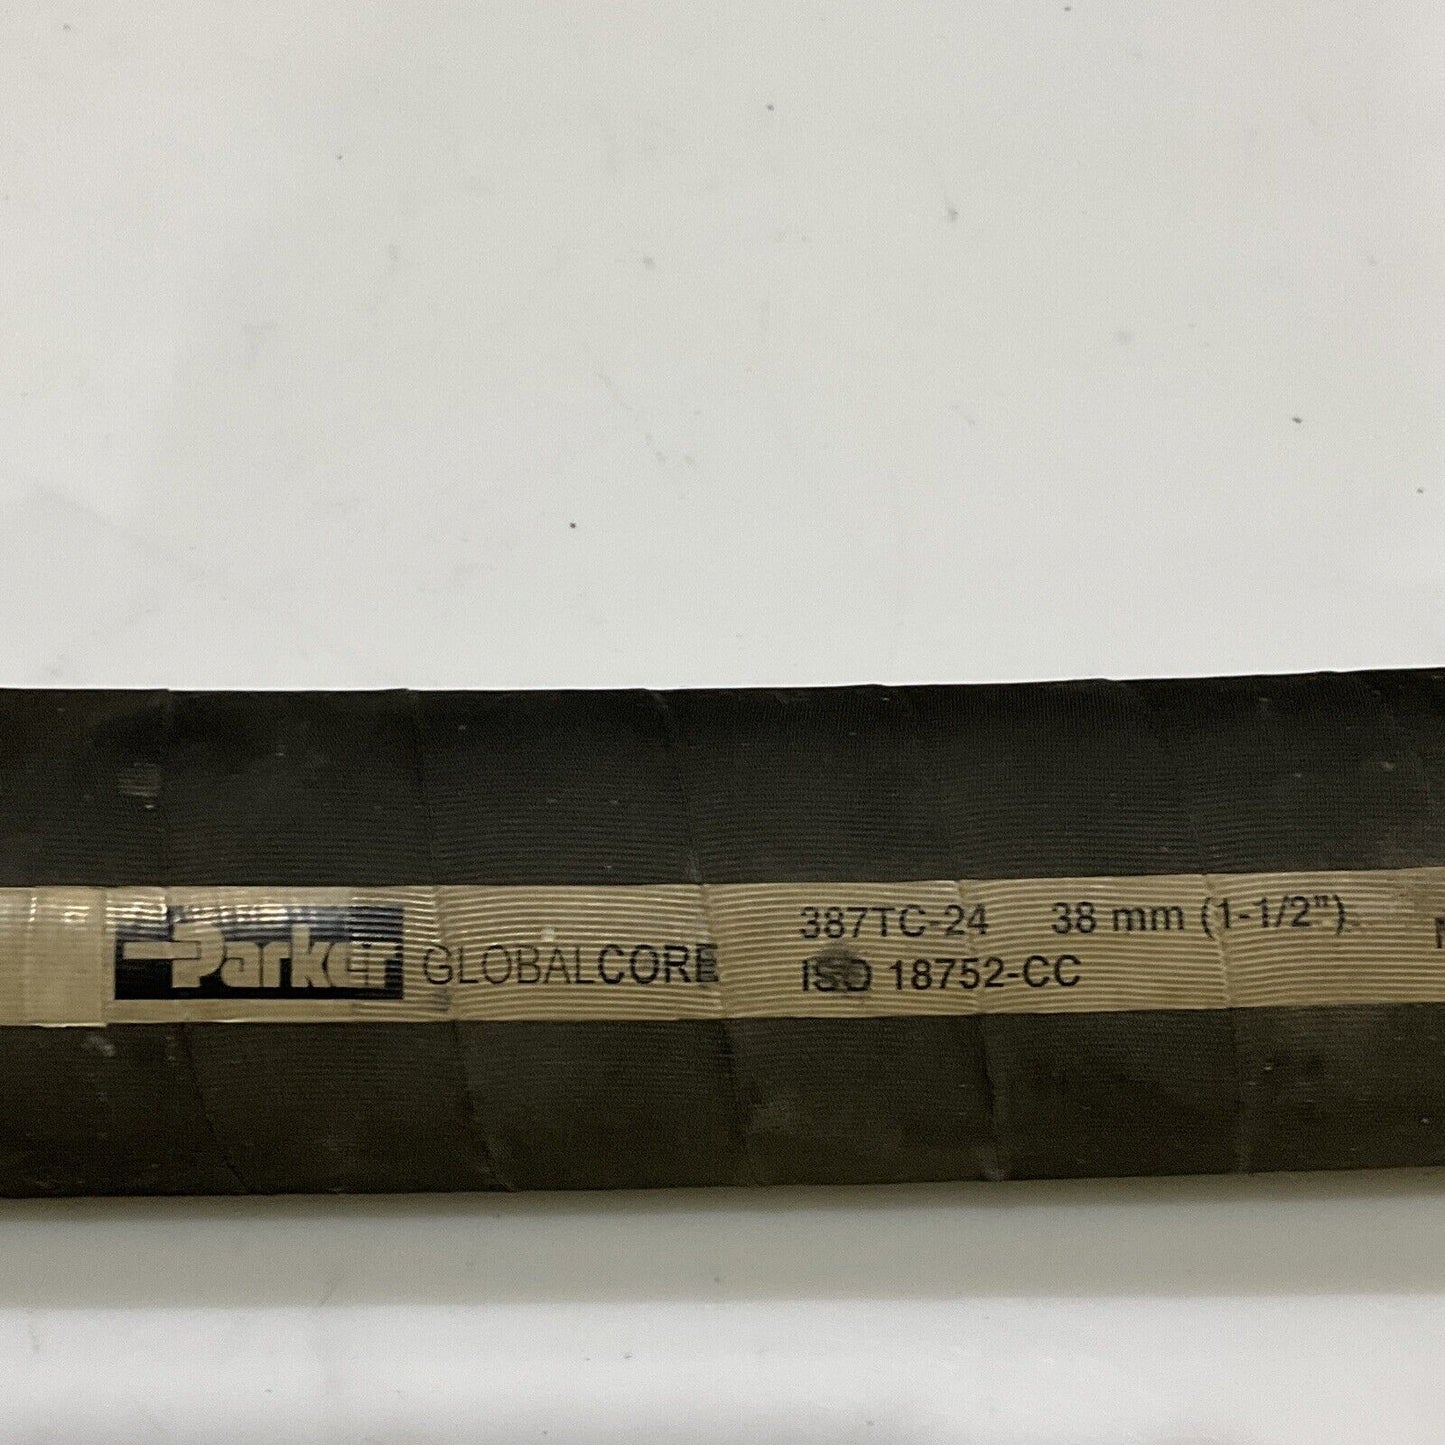 Parker GLOBALCORE 387TC-24 38 mm (1-1/2")
ISO 18752-CC